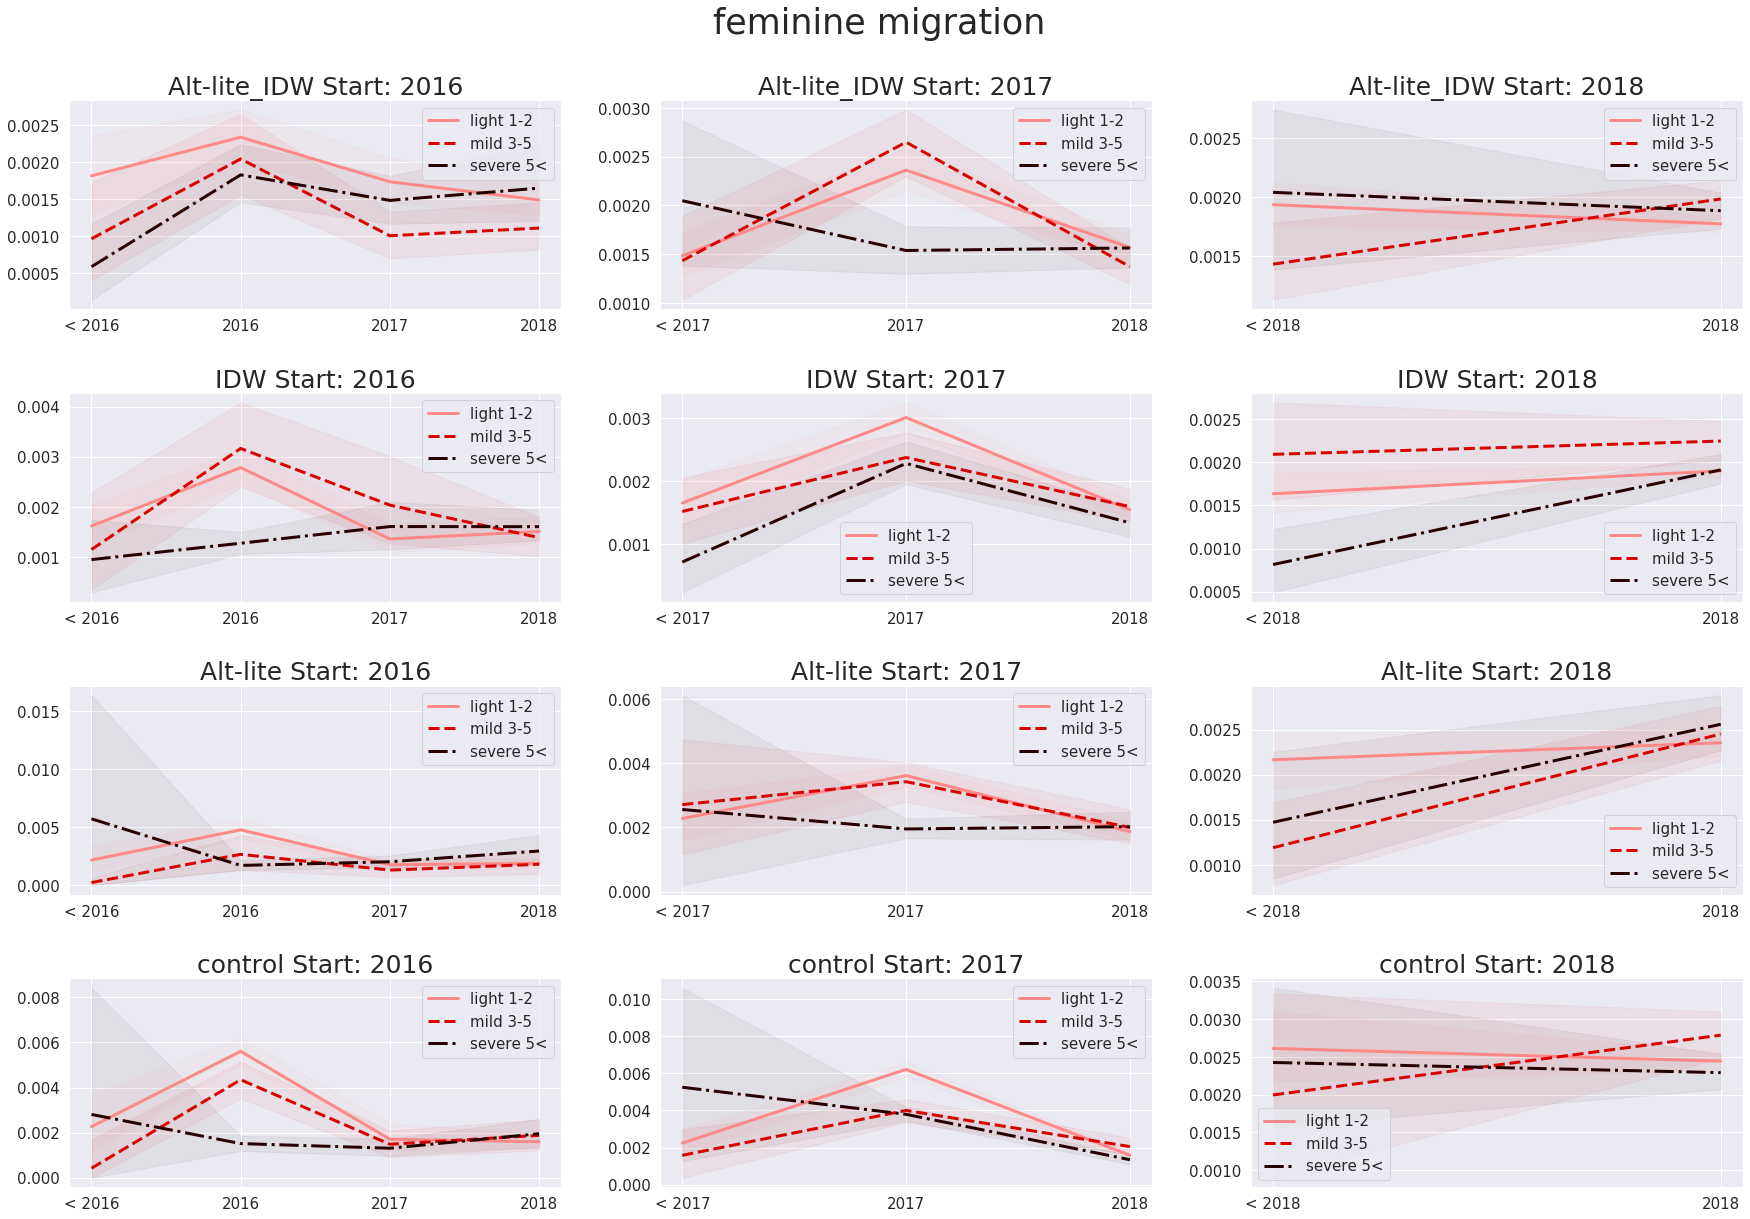 feminine migration
Alt-lite_IDW Start: 2016
0.0025
0.0020
0.0015
0.0010
0.0005
light 1-2
mild 3-5
severe 5<
< 2016
2016
2017
2018
Alt-lite_IDW Start: 2017
0.0030
0.0025
0.0020
0.0015
0.0010
light 1-2
mild 3-5
severe 5<
< 2017
2017
2018
Alt-lite_IDW Start: 2018
0.0025
0.0020
0.0015
light 1-2
mild 3-5
severe 5<
< 2018
2018
IDW Start: 2016
0.004
0.003
0.002
0.001
light 1-2
mild 3-5
severe 5<
< 2016
2016
2017
2018
IDW Start: 2017
0.003
0.002
0.001
light 1-2
mild 3-5
severe 5<
< 2017
2017
2018
IDW Start: 2018
0.0025
0.0020
0.0015
0.0010
0.0005
light 1-2
mild 3-5
severe 5<
< 2018
2018
Alt-lite Start: 2016
0.015
0.010
0.005
0.000
light 1-2
mild 3-5
severe 5<
< 2016
2016
2017
2018
Alt-lite Start: 2017
0.006
0.004
0.002
0.000
light 1-2
mild 3-5
severe 5<
< 2017
2017
2018
Alt-lite Start: 2018
0.0025
0.0020
0.0015
0.0010
light 1-2
mild 3-5
severe 5<
< 2018
2018
control Start: 2016
0.008
0.006
0.004
0.002
0.000
light 1-2
mild 3-5
severe 5<
< 2016
2016
2017
2018
control Start: 2017
0.010
0.008
0.006
0.004
0.002
0.000
light 1-2
mild 3-5
severe 5<
< 2017
2017
2018
control Start: 2018
0.0035
0.0030
0.0025
0.0020
0.0015
0.0010
light 1-2
mild 3-5
severe 5<
< 2018
2018